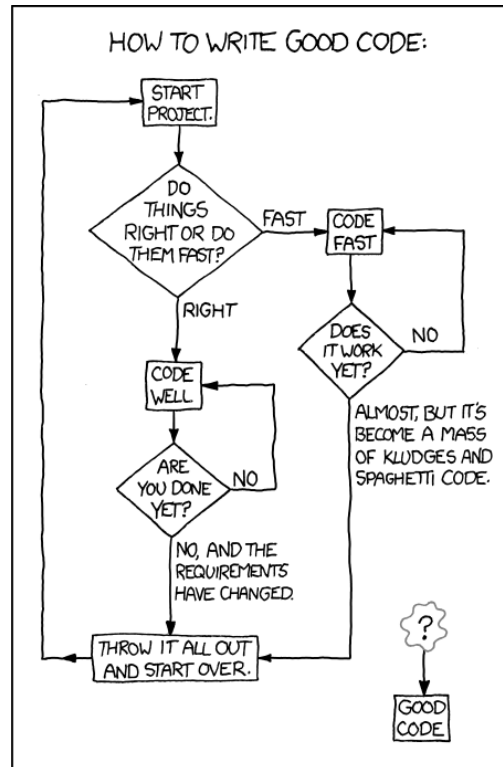 HOW TO WRITE GOOD CODE:
START
PROJECT.
DO
THINGS
RIGHT OR DO
THEM FAST?
FAST
CODE
FAST
RIGHT
DOES
IT WORK
YET?
NO
CODE
WELL
ALMOST, BUT IT'S
BECOME A MASS
OF KLUDGES AND
SPAGHETTI CODE.
ARE
YOU DONE
YET?
NO
NO, AND THE
REQUIREMENTS
HAVE CHANGED.
THROW IT ALL OUT
AND START OVER.
?
GOOD
CODE